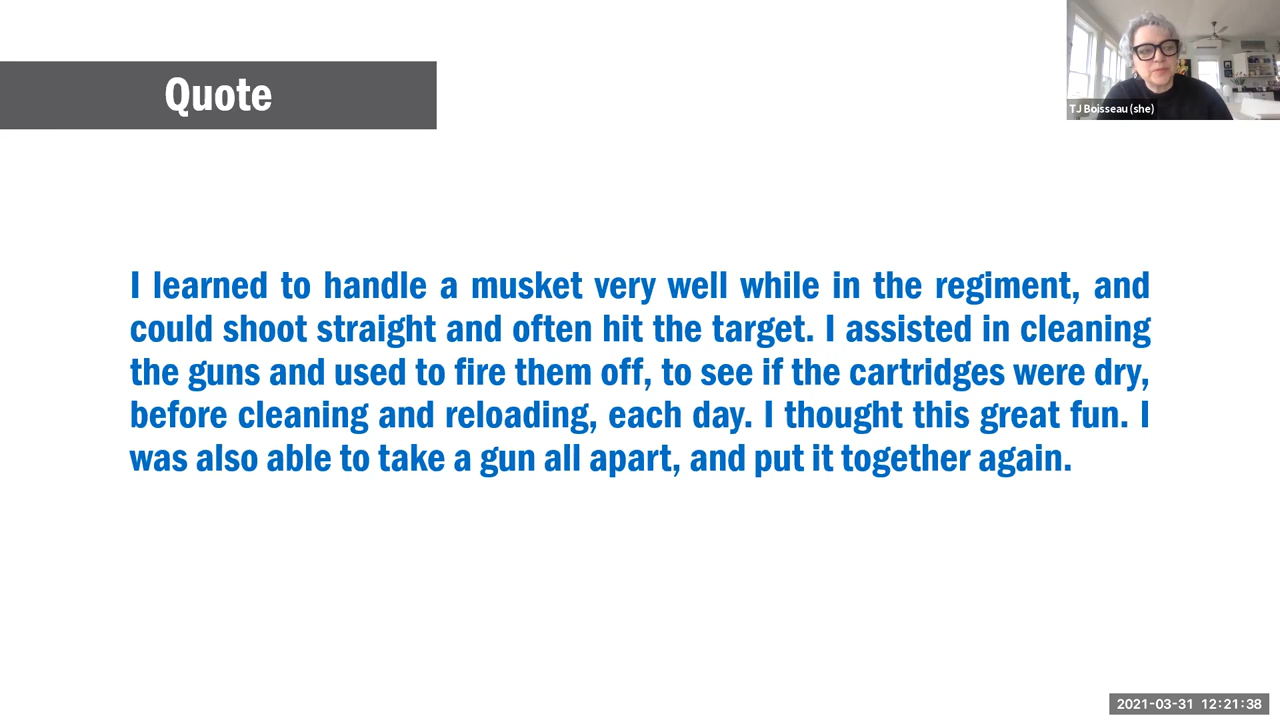 Quote
TJ Boisseau (she)
I learned to handle a musket very well while in the regiment, and
could shoot straight and often hit the target. I assisted in cleaning
the guns and used to fire them off, to see if the cartridges were dry,
before cleaning and reloading, each day. I thought this great fun. I
was also able to take a gun all apart, and put it together again.
2021-03-31 12:21:38